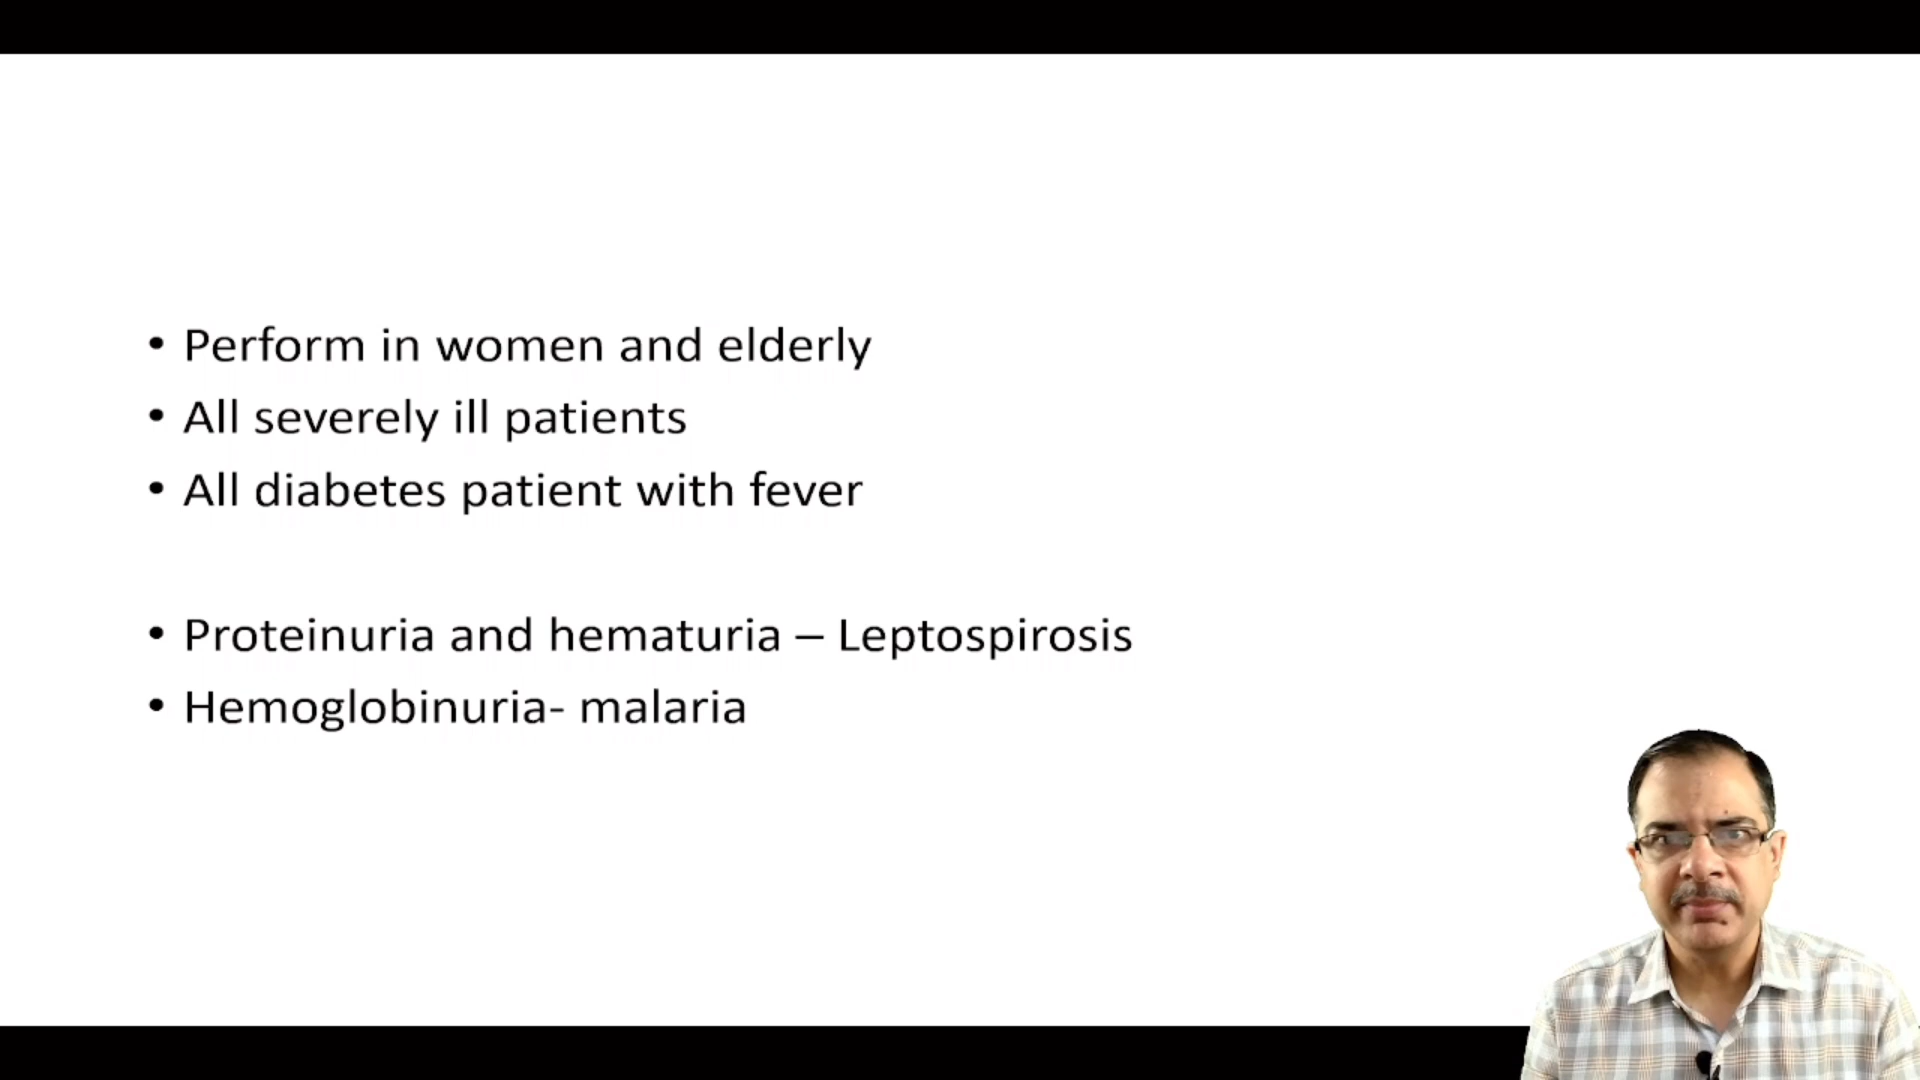 • Perform in women and elderly
• All severely ill patients
• All diabetes patient with fever
• Proteinuria and hematuria – Leptospirosis
• Hemoglobinuria- malaria